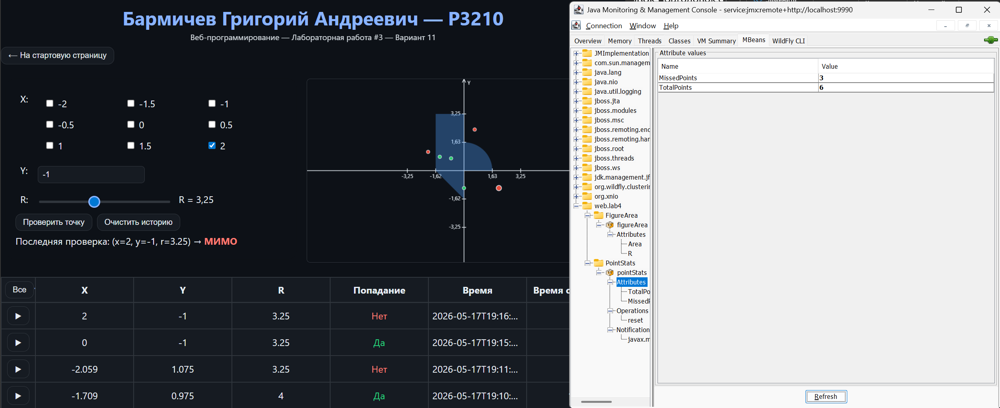 Бармичев Григорий Андреевич — P3210
Веб-программирование — Лабораторная работа #3 — Вариант 11
← На стартовую страницу
X:
-2
-1.5
-1
-0.5
0
0.5
1
1.5
2
Y:
-1
R:
R = 3,25
Проверить точку
Очистить историю
Последняя проверка: (x=2, y=-1, r=3.25) → МИМО
Y
3,25
1,63
-3,25
-1,62
1,63
3,25
-1,62
-3,25
Все X Y R Попадание Время Время с
2 -1 3.25 Нет 2026-05-17T19:16:...
0 -1 3.25 Да 2026-05-17T19:15:...
-2.059 1.075 3.25 Нет 2026-05-17T19:11:...
-1.709 0.975 4 Да 2026-05-17T19:10:...
Java Monitoring & Management Console - service:jmx:remote+http://localhost:9990
Connection Window Help
Overview Memory Threads Classes VM Summary MBeans WildFly CLI
JMImplementation
com.sun.managem
java.lang
java.nio
java.util.logging
jboss.jta
jboss.modules
jboss.msc
jboss.remoting.end
jboss.remoting.har
jboss.root
jboss.threads
jboss.ws
jdk.management.jf
org.wildfly.clusterin
org.xnio
web.lab4
FigureArea
figureArea
Attributes
Area
R
PointStats
pointStats
Attributes
TotalPo
MissedP
Operations
reset
Notification
javax.m
Attribute values
Name Value
MissedPoints 3
TotalPoints 6
Refresh